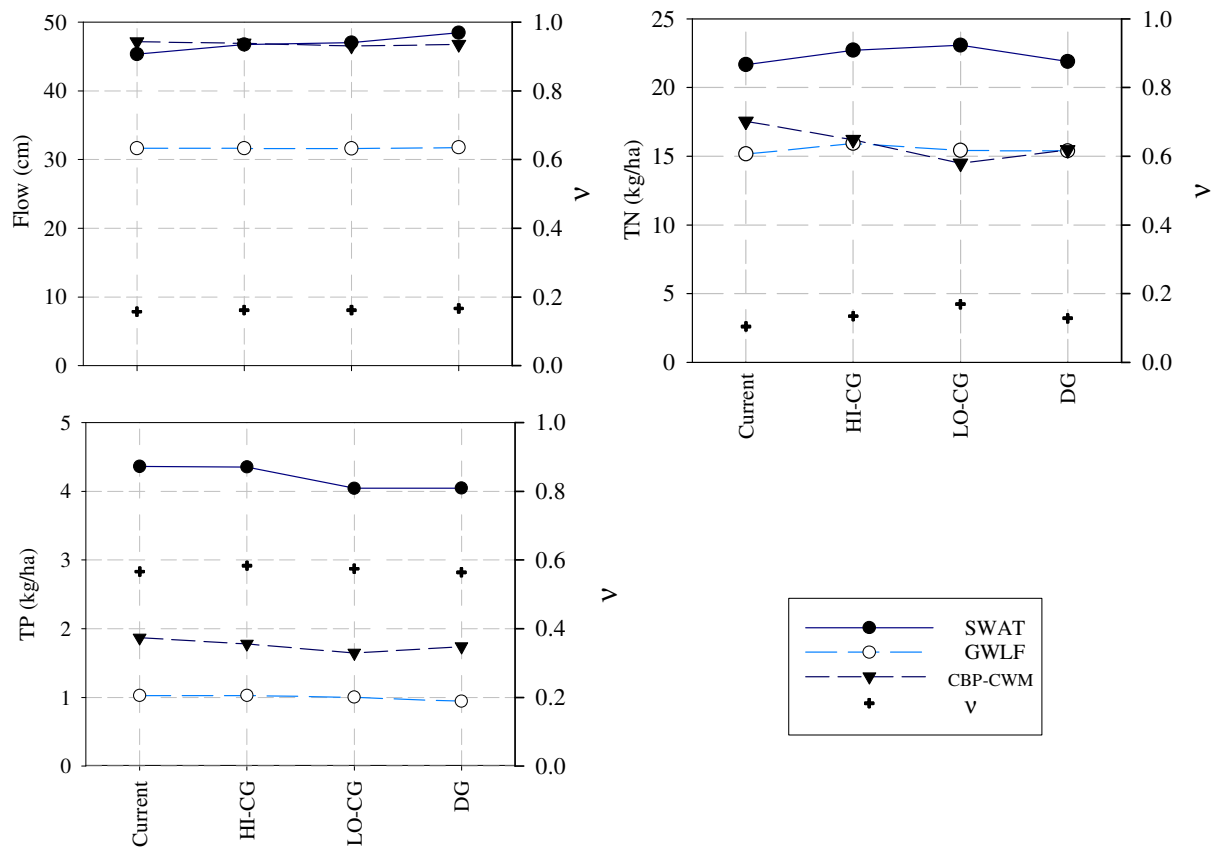 50
40
30
20
10
0
Flow (cm)
1.0
0.8
0.6
0.4
0.2
0.0
ν
25
20
15
10
5
0
TN (kg/ha)
1.0
0.8
0.6
0.4
0.2
0.0
ν
Current
HI-CG
LO-CG
DG
5
4
3
2
1
0
TP (kg/ha)
1.0
0.8
0.6
0.4
0.2
0.0
ν
Current
HI-CG
LO-CG
DG
SWAT
GWLF
CBP-CWM
ν